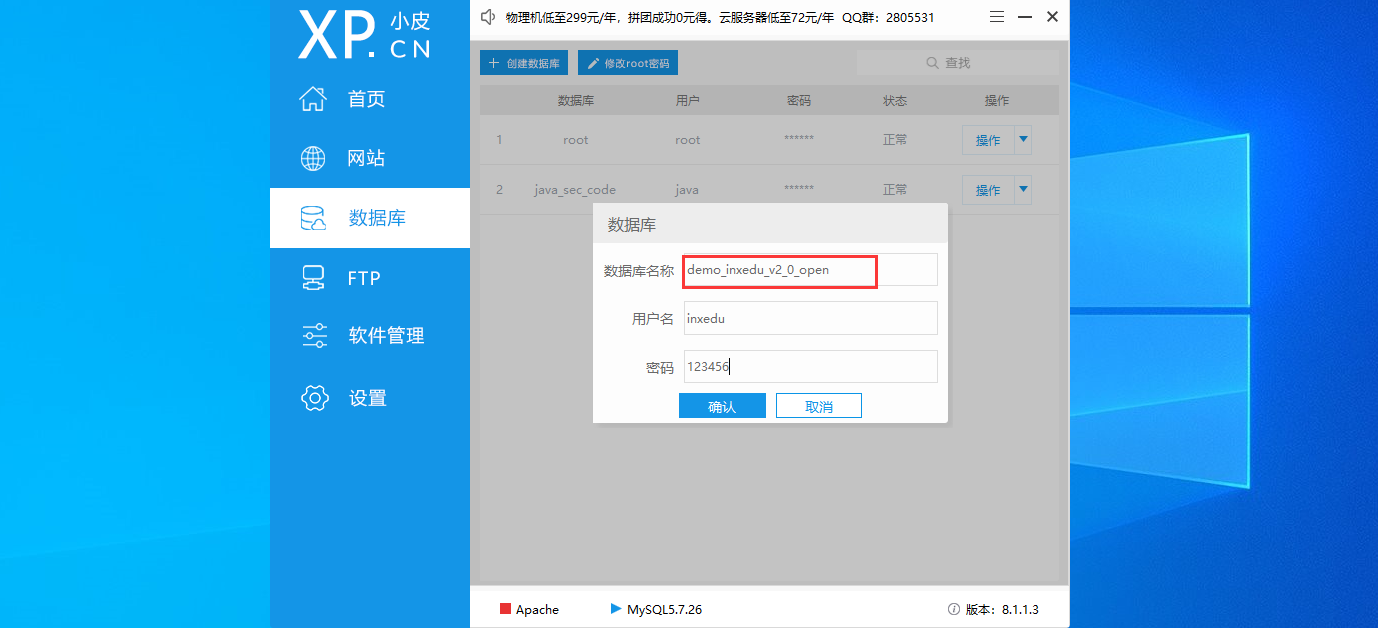 XP.CN 小皮
物理机低至299元/年，拼团成功0元得。云服务器低至72元/年 QQ群：2805531
首页
网站
数据库
FTP
软件管理
设置
创建数据库 修改root密码 查找
数据库 用户 密码 状态 操作
1 root root ****** 正常 操作
2 java_sec_code java ****** 正常 操作
数据库
数据库名称 demo_inxedu_v2_0_open
用户名 inxedu
密码 123456
确认 取消
Apache MySQL5.7.26 版本：8.1.1.3